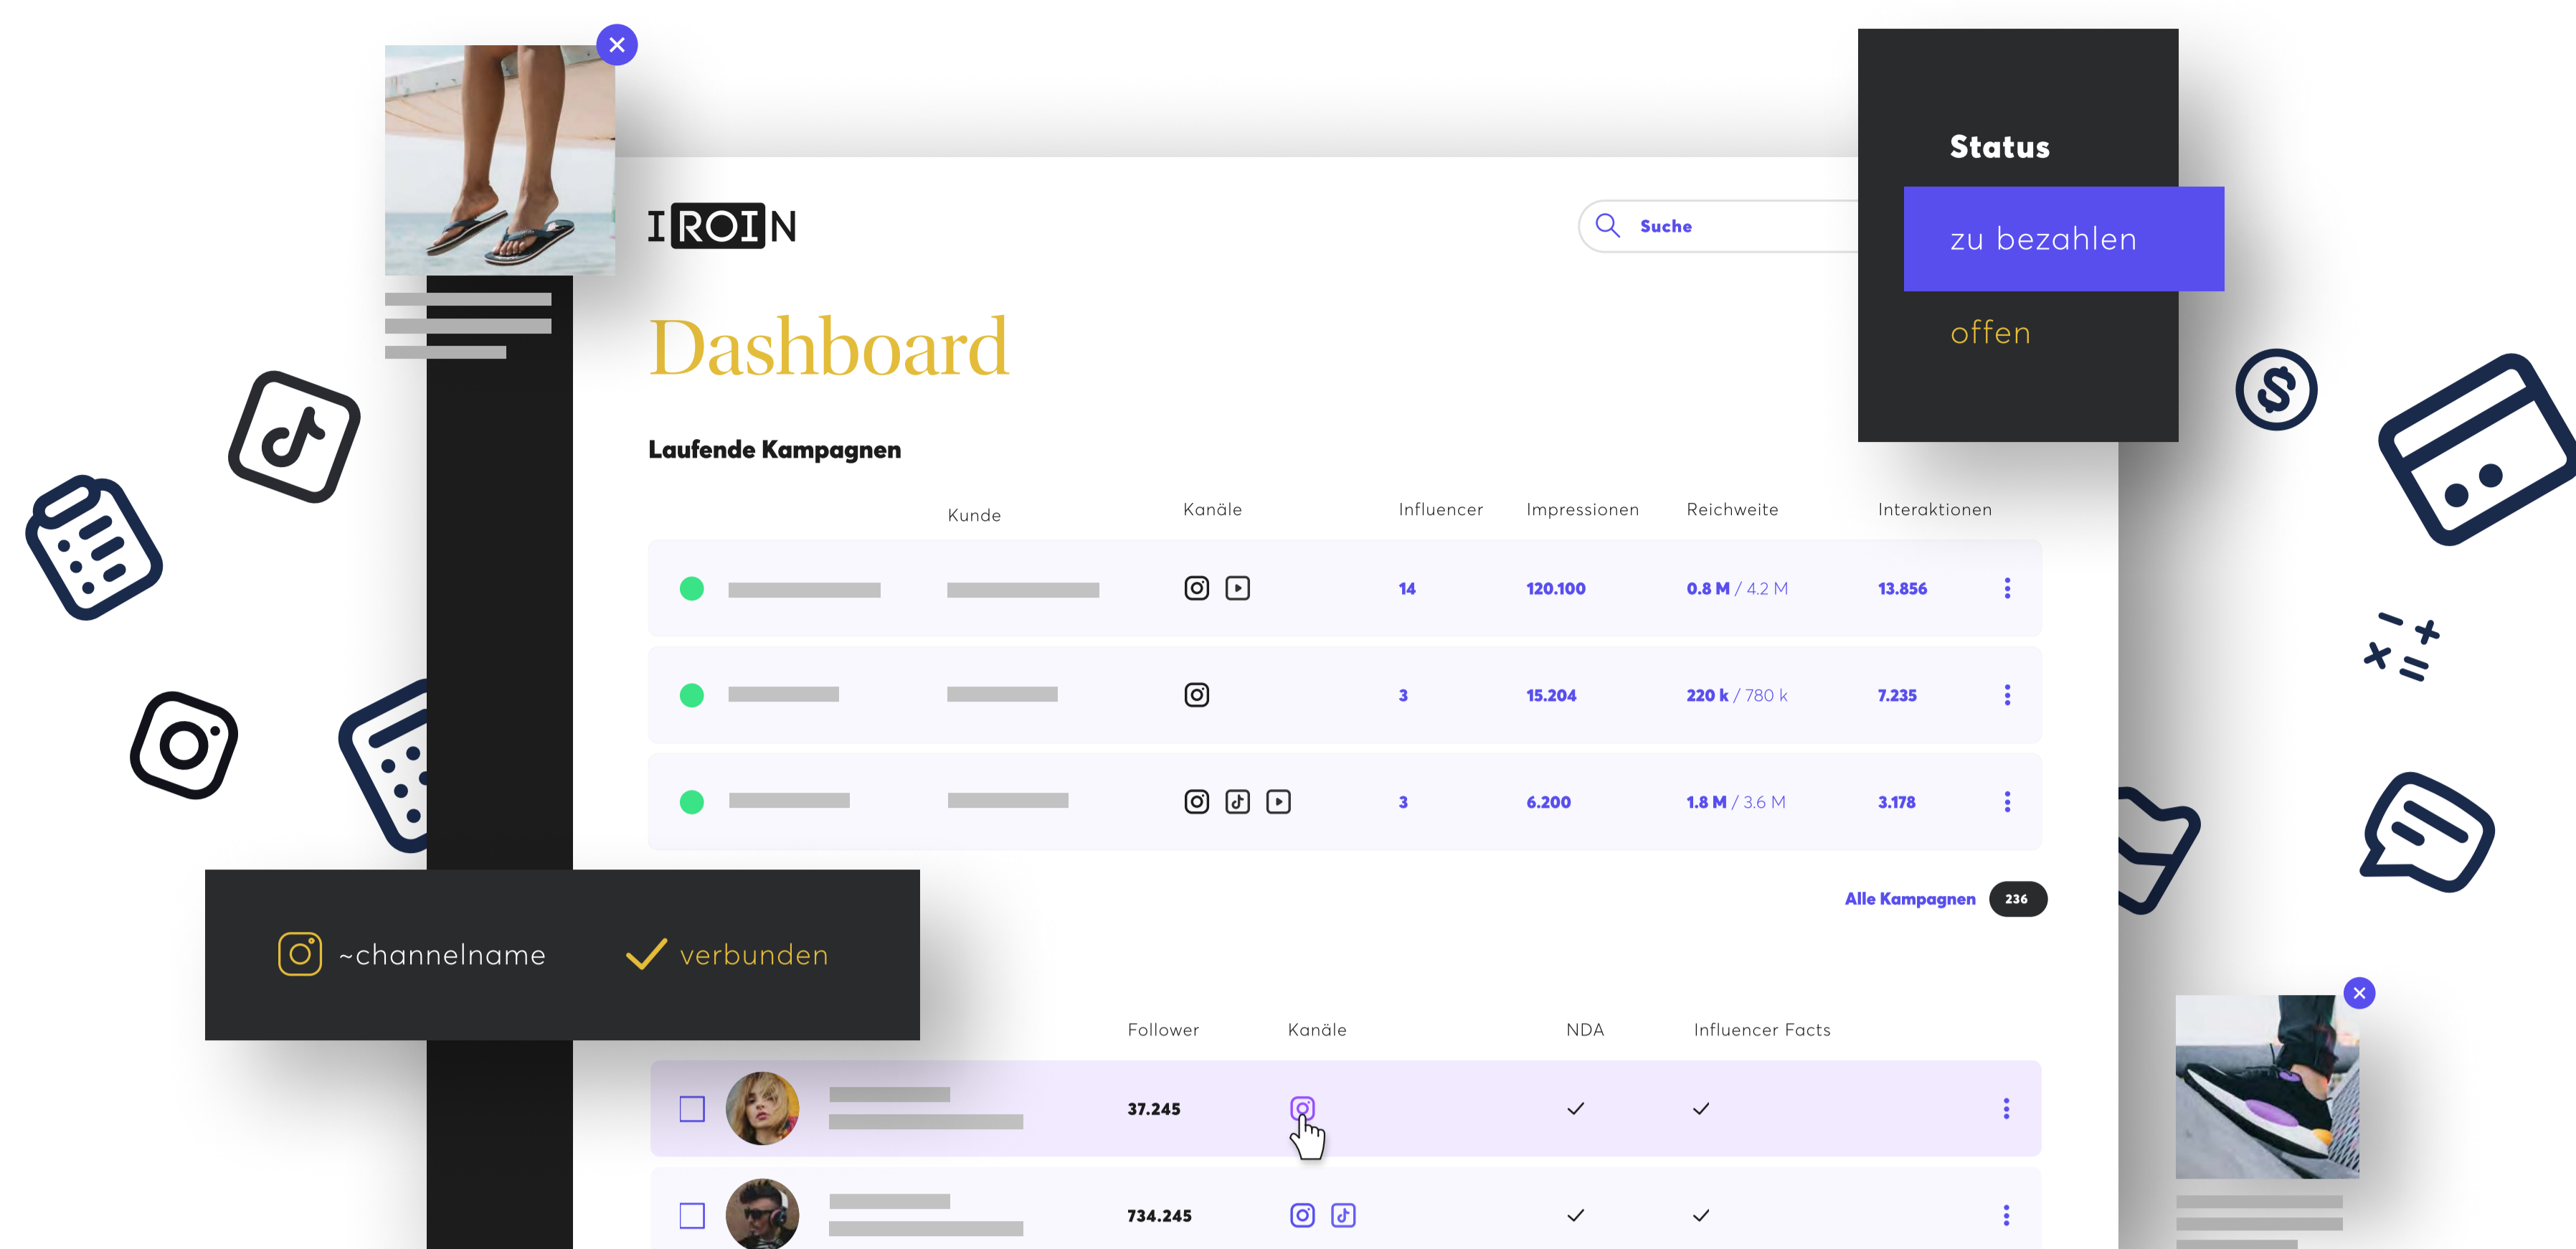 Status
IROIN
Suche
zu bezahlen
Dashboard
offen
Laufende Kampagnen
Kunde Kanäle Influencer Impressionen Reichweite Interaktionen
14 120.100 0.8 M / 4.2 M 13.856
3 15.204 220 k / 780 k 7.235
3 6.200 1.8 M / 3.6 M 3.178
Alle Kampagnen 236
~channelname verbunden
Follower Kanäle NDA Influencer Facts
37.245
734.245